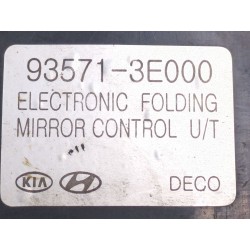 93571-3E000
ELECTRONIC FOLDING
MIRROR CONTROL U/T
KIA DECO